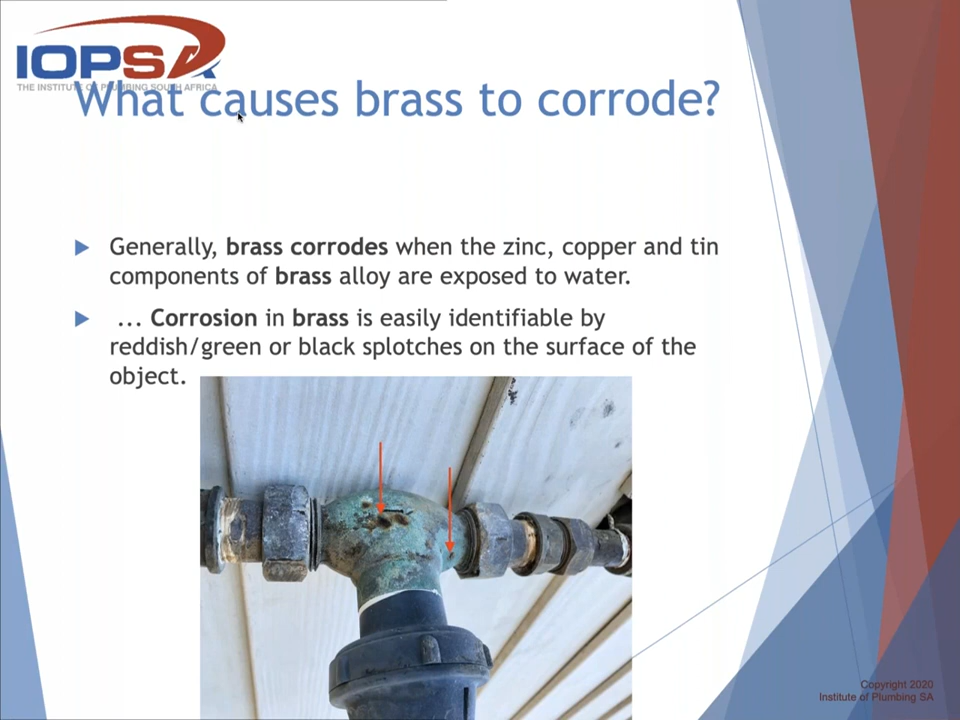 IOPSA
THE INSTITUTE OF PLUMBING SOUTH AFRICA
What causes brass to corrode?
Generally, brass corrodes when the zinc, copper and tin
components of brass alloy are exposed to water.
... Corrosion in brass is easily identifiable by
reddish/green or black splotches on the surface of the
object.
Copyright 2020
Institute of Plumbing SA